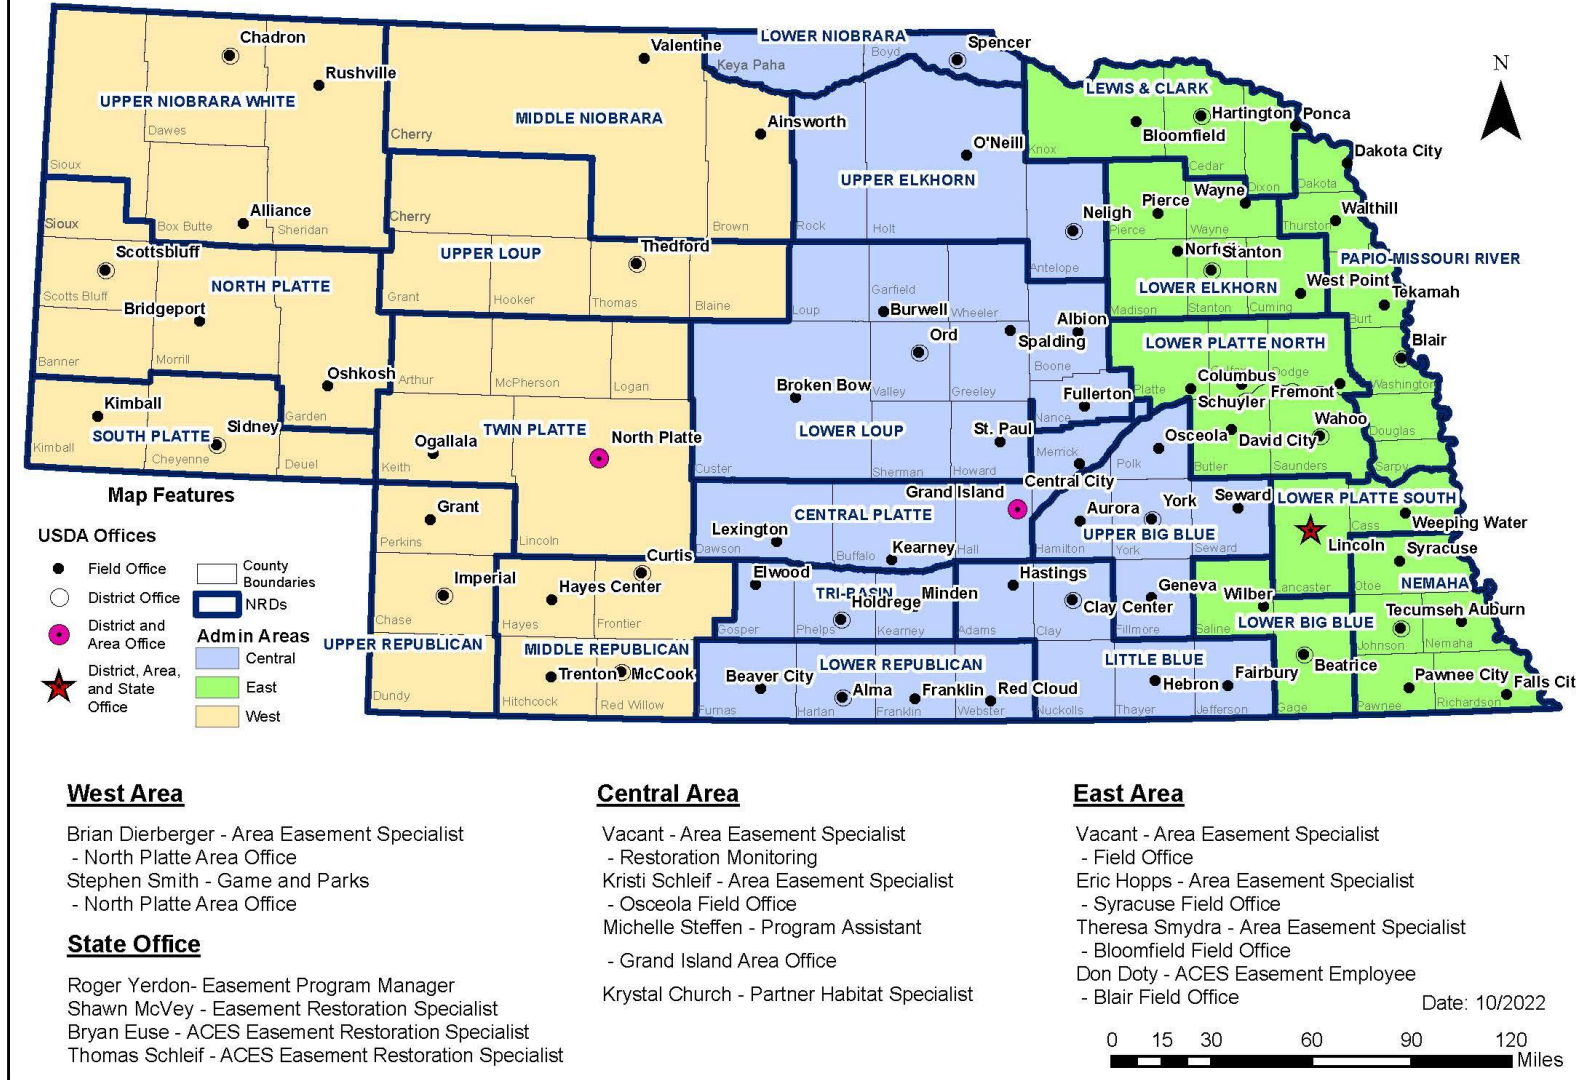 LOWER NIOBRARA
Chadron
Valentine
Boyd
Spencer
Keya Paha
N
Rushville
UPPER NIOBRARA WHITE
LEWIS & CLARK
Hartington
Ponca
MIDDLE NIOBRARA
Ainsworth
Bloomfield
Dawes
Cherry
O'Neill
Knox
Dakota City
Sioux
Cedar
UPPER ELKHORN
Dixon
Dakota
Pierce
Wayne
Alliance
Cherry
Neligh
Walthill
Sioux
Box Butte
Sheridan
Brown
Rock
Holt
Pierce
Wayne
Thurston
Scottsbluff
UPPER LOUP
Thedford
Stanton
PAPIO-MISSOURI RIVER
Antelope
Scotts Bluff
NORTH PLATTE
Grant
Hooker
Thomas
Blaine
Loup
Garfield
Wheeler
LOWER ELKHORN
West Point
Tekamah
Bridgeport
Burwell
Madison
Stanton
Cuming
Burt
Albion
Ord
Spalding
LOWER PLATTE NORTH
Blair
Banner
Morrill
Boone
Oshkosh
Arthur
McPherson
Logan
Broken Bow
Valley
Greeley
Fullerton
Platte
Columbus
Dodge
Washington
Kimball
Garden
Nance
Schuyler
Fremont
SOUTH PLATTE
Sidney
Ogallala
TWIN PLATTE
North Platte
LOWER LOUP
St. Paul
Osceola
David City
Wahoo
Douglas
Kimball
Cheyenne
Deuel
Keith
Custer
Sherman
Howard
Merrick
Polk
Butler
Saunders
Sarpy
Central City
Map Features
Grand Island
Seward
LOWER PLATTE SOUTH
Grant
CENTRAL PLATTE
Aurora
York
Cass
Weeping Water
USDA Offices
Lexington
UPPER BIG BLUE
Perkins
Lincoln
Dawson
Buffalo
Kearney
Hall
Hamilton
York
Seward
Lincoln
Syracuse
Field Office
County
Boundaries
Curtis
Imperial
Elwood
Hastings
Geneva
Lancaster
Otoe
NEMAHA
District Office
NRDs
Hayes Center
TRI-BASIN
Minden
Wilber
Holdrege
Clay Center
Tecumseh
Auburn
District and
Area Office
Admin Areas
Chase
Hayes
Frontier
Gosper
Phelps
Kearney
Adams
Clay
Fillmore
Saline
LOWER BIG BLUE
Johnson
Nemaha
UPPER REPUBLICAN
MIDDLE REPUBLICAN
LOWER REPUBLICAN
LITTLE BLUE
Beatrice
Central
District, Area,
and State
Office
Trenton
McCook
Beaver City
Alma
Franklin
Red Cloud
Hebron
Fairbury
Pawnee City
Falls Cit
East
Dundy
Hitchcock
Red Willow
Furnas
Harlan
Franklin
Webster
Nuckolls
Thayer
Jefferson
Gage
Pawnee
Richardson
West
West Area
Brian Dierberger - Area Easement Specialist
- North Platte Area Office
Stephen Smith - Game and Parks
- North Platte Area Office
State Office
Roger Yerdon- Easement Program Manager
Shawn McVey - Easement Restoration Specialist
Bryan Euse - ACES Easement Restoration Specialist
Thomas Schleif - ACES Easement Restoration Specialist
Central Area
Vacant - Area Easement Specialist
- Restoration Monitoring
Kristi Schleif - Area Easement Specialist
- Osceola Field Office
Michelle Steffen - Program Assistant
- Grand Island Area Office
Krystal Church - Partner Habitat Specialist
East Area
Vacant - Area Easement Specialist
- Field Office
Eric Hopps - Area Easement Specialist
- Syracuse Field Office
Theresa Smydra - Area Easement Specialist
- Bloomfield Field Office
Don Doty - ACES Easement Employee
- Blair Field Office
Date: 10/2022
0 15 30 60 90 120
Miles